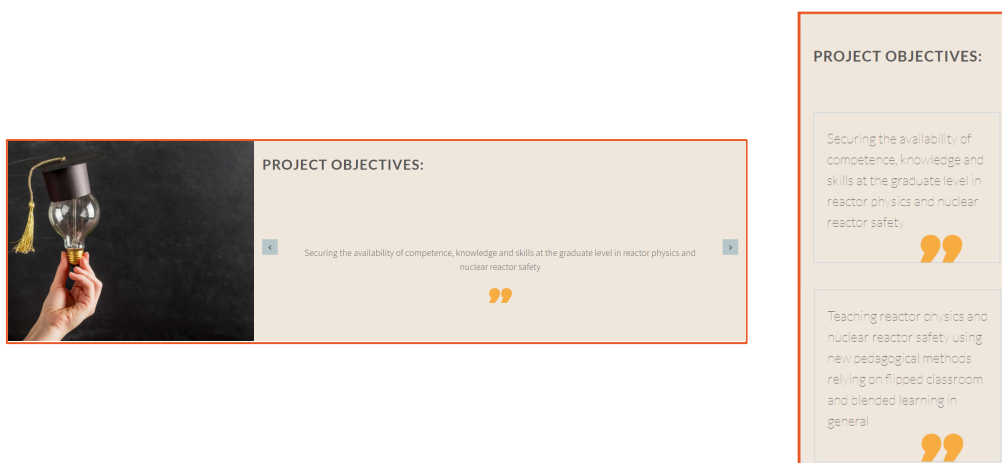 PROJECT OBJECTIVES:
Securing the availability of competence, knowledge and skills at the graduate level in reactor physics and
nuclear reactor safety
PROJECT OBJECTIVES:
Securing the availability of
competence, knowledge and
skills at the graduate level in
reactor physics and nuclear
reactor safety
Teaching reactor physics and
nuclear reactor safety using
new pedagogical methods
relying on flipped classroom
and blended learning in
general